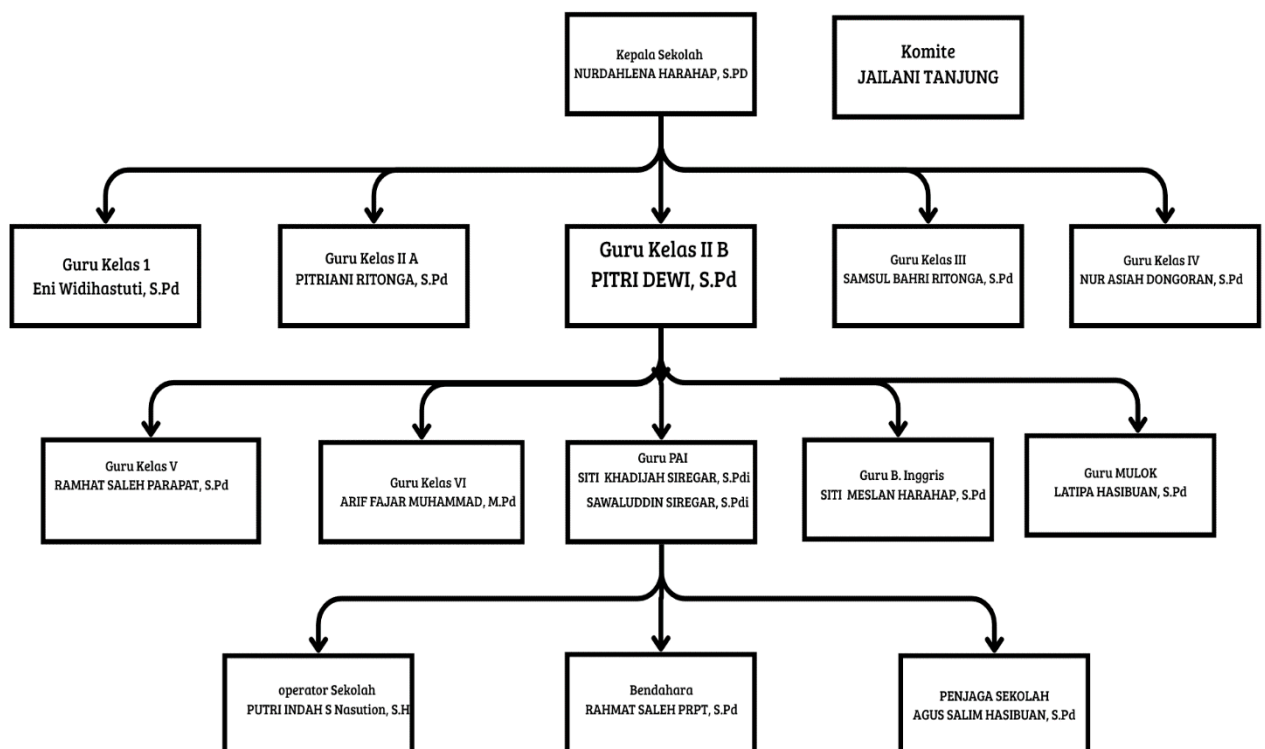 Kepala Sekolah
NURDAHLENA HARAHAP, S.PD
Komite
JAILANI TANJUNG
Guru Kelas 1
Eni Widihastuti, S.Pd
Guru Kelas II A
PITRIANI RITONGA, S.Pd
Guru Kelas II B
PITRI DEWI, S.Pd
Guru Kelas III
SAMSUL BAHRI RITONGA, S.Pd
Guru Kelas IV
NUR ASIAH DONGORAN, S.Pd
Guru Kelas V
RAMHAT SALEH PARAPAT, S.Pd
Guru Kelas VI
ARIF FAJAR MUHAMMAD, M.Pd
Guru PAI
SITI KHADIJAH SIREGAR, S.Pdi
SAWALUDDIN SIREGAR, S.Pdi
Guru B. Inggris
SITI MESLAN HARAHAP, S.Pd
Guru MULOK
LATIPA HASIBUAN, S.Pd
operator Sekolah
PUTRI INDAH S Nasution, S.H
Bendahara
RAHMAT SALEH PRPT, S.Pd
PENJAGA SEKOLAH
AGUS SALIM HASIBUAN, S.Pd